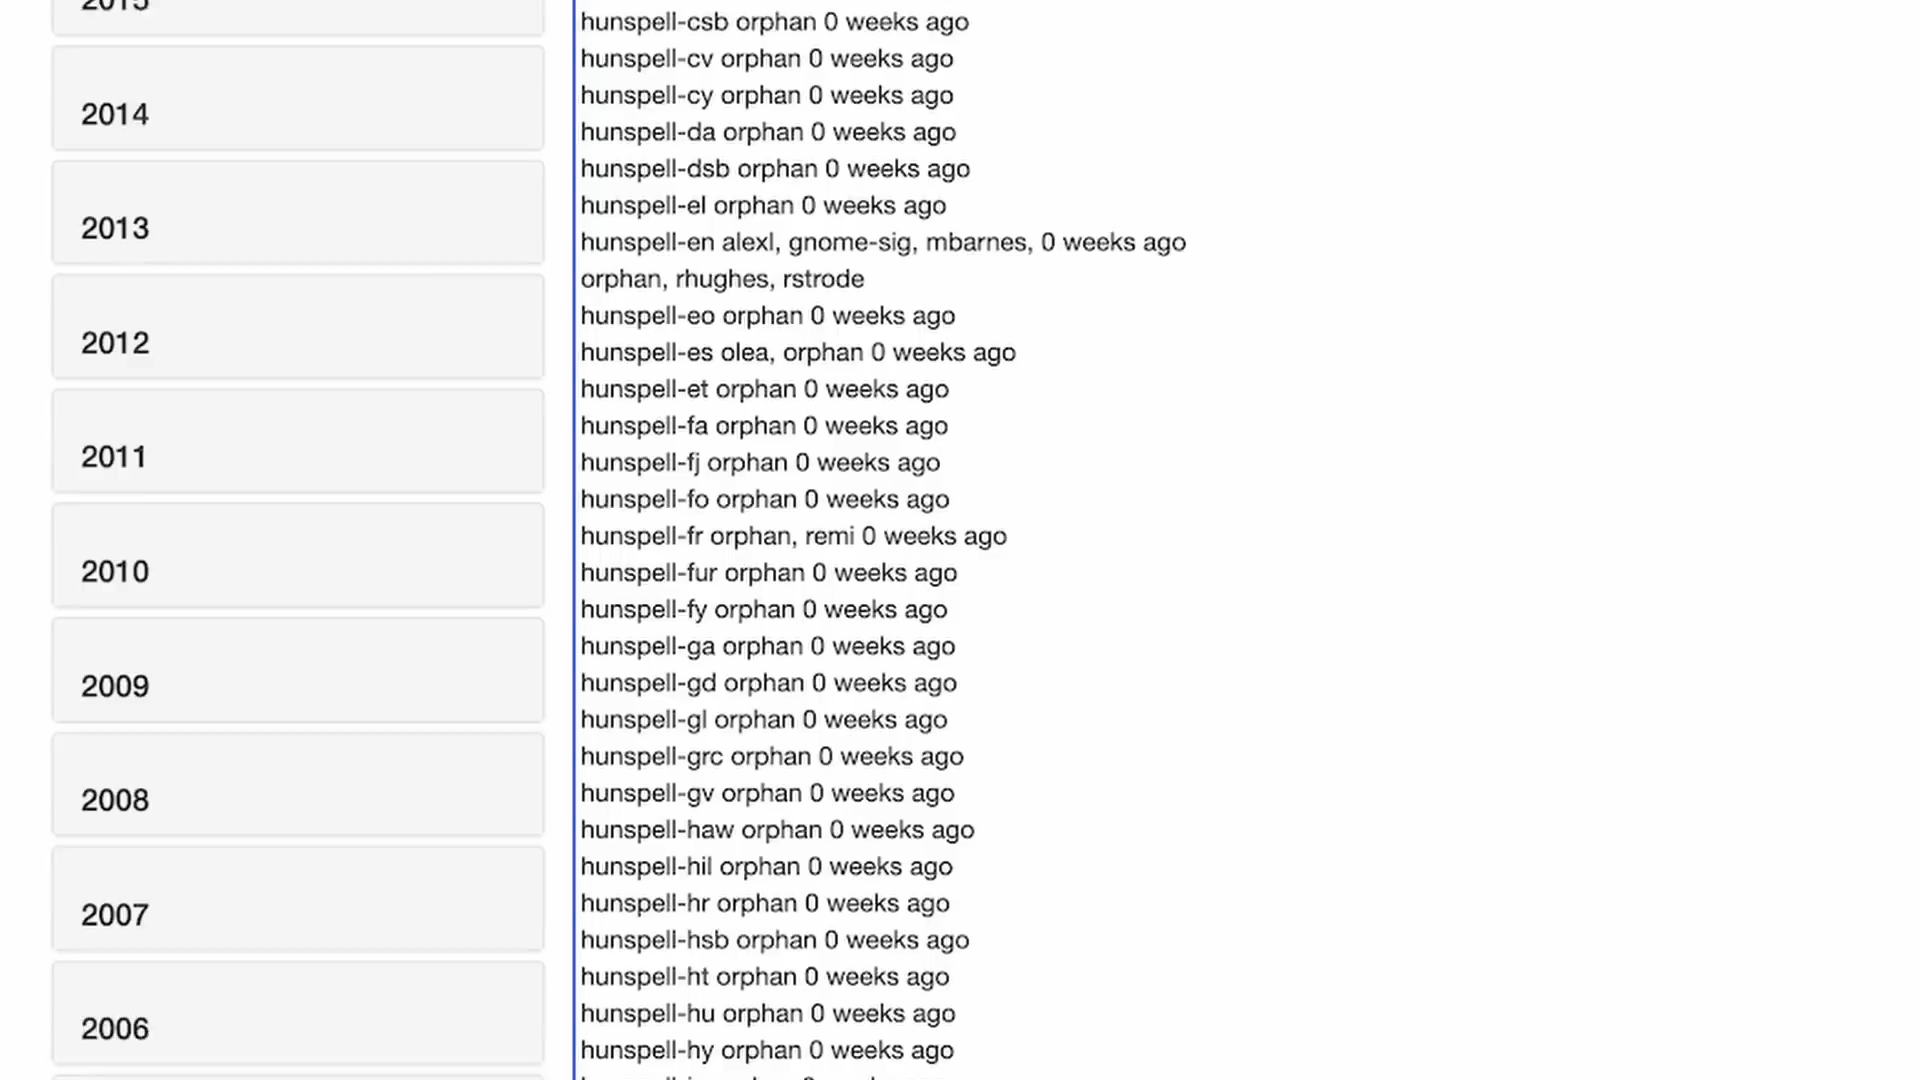 2015
2014
2013
2012
2011
2010
2009
2008
2007
2006
hunspell-csb orphan 0 weeks ago
hunspell-cv orphan 0 weeks ago
hunspell-cy orphan 0 weeks ago
hunspell-da orphan 0 weeks ago
hunspell-dsb orphan 0 weeks ago
hunspell-el orphan 0 weeks ago
hunspell-en alexl, gnome-sig, mbarnes, 0 weeks ago
orphan, rhughes, rstrode
hunspell-eo orphan 0 weeks ago
hunspell-es olea, orphan 0 weeks ago
hunspell-et orphan 0 weeks ago
hunspell-fa orphan 0 weeks ago
hunspell-fj orphan 0 weeks ago
hunspell-fo orphan 0 weeks ago
hunspell-fr orphan, remi 0 weeks ago
hunspell-fur orphan 0 weeks ago
hunspell-fy orphan 0 weeks ago
hunspell-ga orphan 0 weeks ago
hunspell-gd orphan 0 weeks ago
hunspell-gl orphan 0 weeks ago
hunspell-grc orphan 0 weeks ago
hunspell-gv orphan 0 weeks ago
hunspell-haw orphan 0 weeks ago
hunspell-hil orphan 0 weeks ago
hunspell-hr orphan 0 weeks ago
hunspell-hsb orphan 0 weeks ago
hunspell-ht orphan 0 weeks ago
hunspell-hu orphan 0 weeks ago
hunspell-hy orphan 0 weeks ago